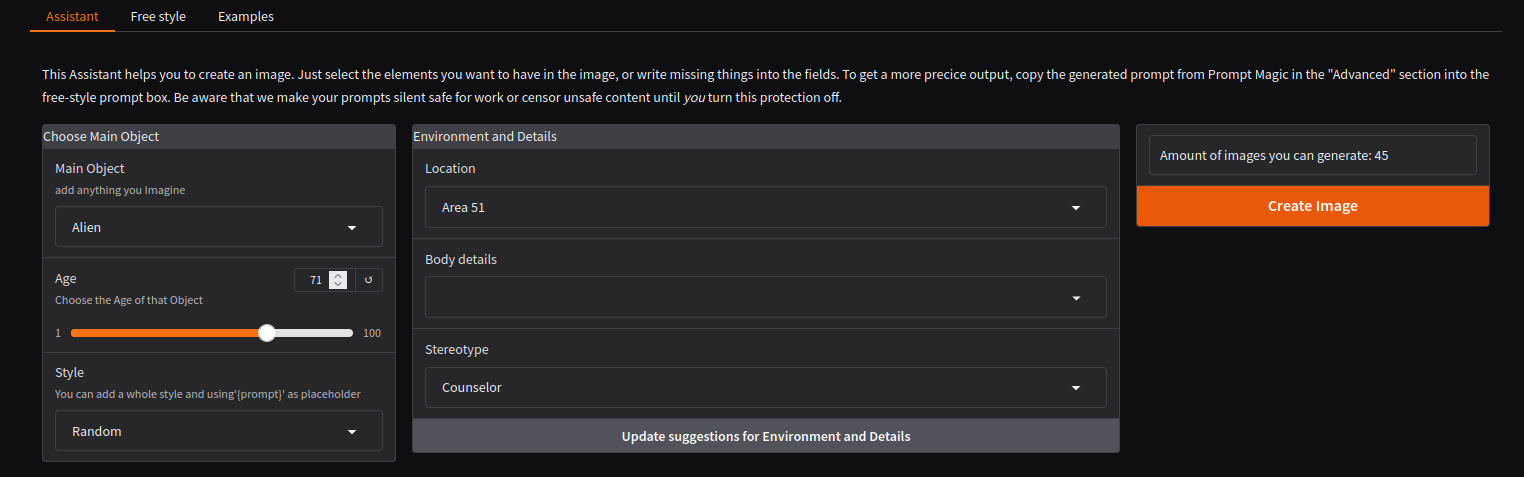 Assistant Free style Examples
This Assistant helps you to create an image. Just select the elements you want to have in the image, or write missing things into the fields. To get a more precice output, copy the generated prompt from Prompt Magic in the "Advanced" section into the
free-style prompt box. Be aware that we make your prompts silent safe for work or censor unsafe content until you turn this protection off.
Choose Main Object
Main Object
add anything you Imagine
Alien
Age
71
↺
Choose the Age of that Object
1
100
Style
You can add a whole style and using'{prompt}' as placeholder
Random
Environment and Details
Location
Area 51
Body details
Stereotype
Counselor
Update suggestions for Environment and Details
Amount of images you can generate: 45
Create Image